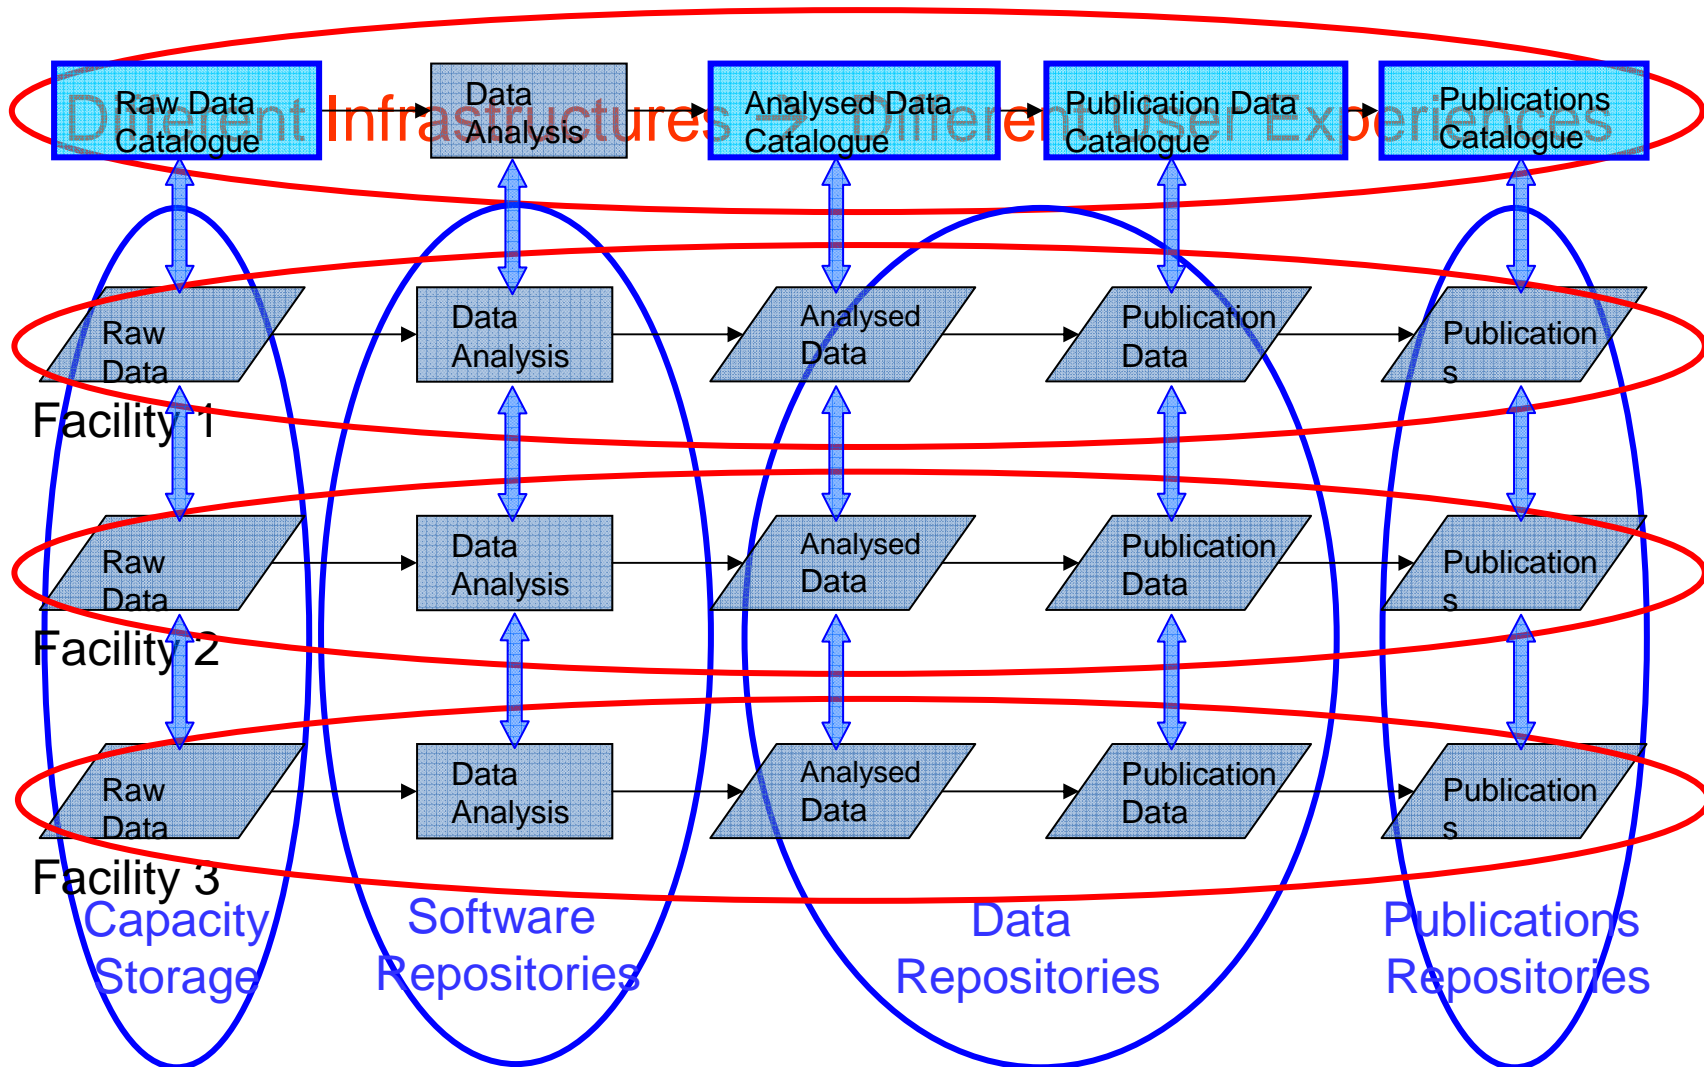 Different Infrastructures → Different User Experiences
Raw Data
Catalogue
Data
Analysis
Analysed Data
Catalogue
Publication Data
Catalogue
Publications
Catalogue
Raw
Data
Data
Analysis
Analysed
Data
Publication
Data
Publication
s
Facility 1
Raw
Data
Data
Analysis
Analysed
Data
Publication
Data
Publication
s
Facility 2
Raw
Data
Data
Analysis
Analysed
Data
Publication
Data
Publication
s
Facility 3
Capacity
Storage
Software
Repositories
Data
Repositories
Publications
Repositories